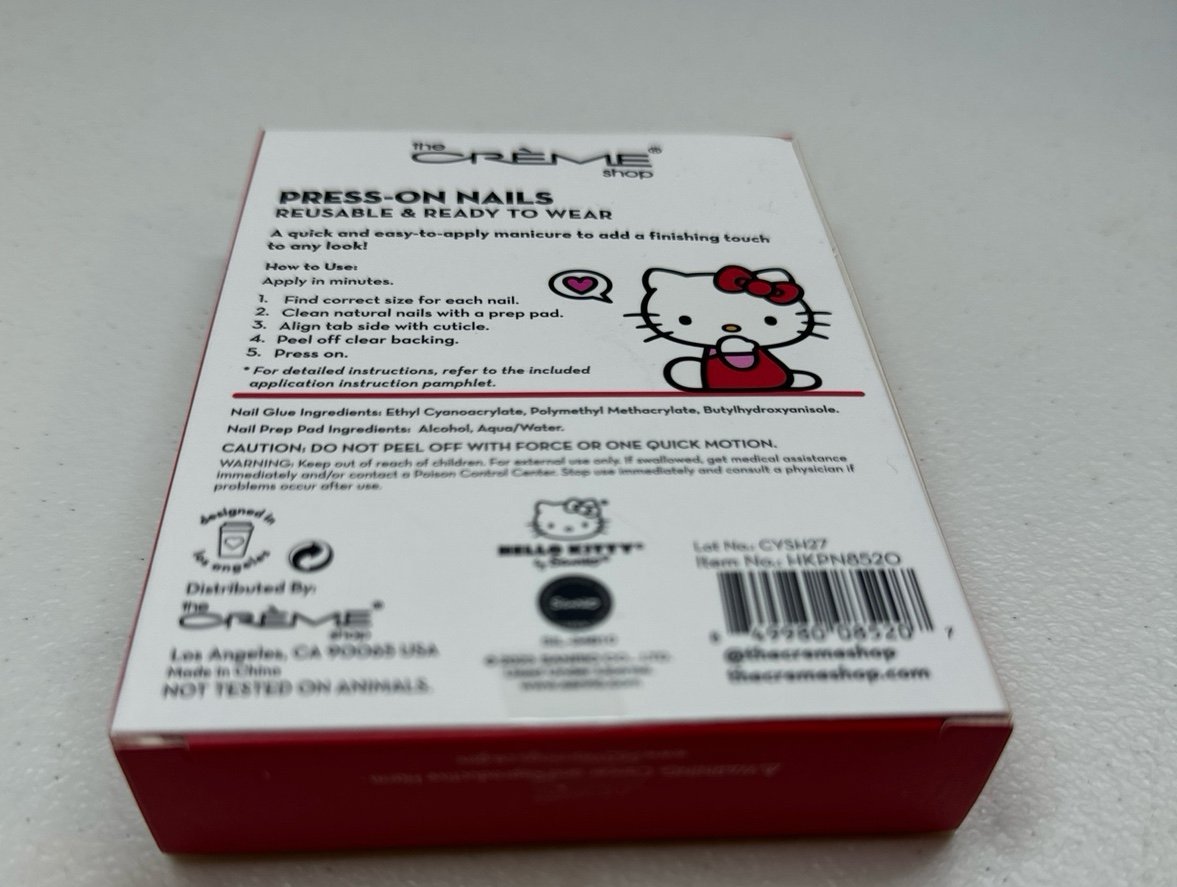 the
CRÈME®
shop
PRESS-ON NAILS
REUSABLE & READY TO WEAR
A quick and easy-to-apply manicure to add a finishing touch
to any look!
How to Use:
Apply in minutes.
1. Find correct size for each nail.
2. Clean natural nails with a prep pad.
3. Align tab side with cuticle.
4. Peel off clear backing.
5. Press on.
* For detailed instructions, refer to the included
application instruction pamphlet.
Nail Glue Ingredients: Ethyl Cyanoacrylate, Polymethyl Methacrylate, Butylhydroxyanisole.
Nail Prep Pad Ingredients: Alcohol, Aqua/Water.
CAUTION: DO NOT PEEL OFF WITH FORCE OR ONE QUICK MOTION.
WARNING: Keep out of reach of children. For external use only. If swallowed, get medical assistance
immediately and/or contact a Poison Control Center. Stop use immediately and consult a physician if
problems occur after use.
designed in
los angeles
Distributed By:
the
CRÈME®
shop
Los Angeles, CA 90065 USA
Made in China
NOT TESTED ON ANIMALS.
HELLO KITTY
by
Lot No.: CYSH27
Item No.: HKPN8520
08520 7
@thecremeshop
thecremeshop.com